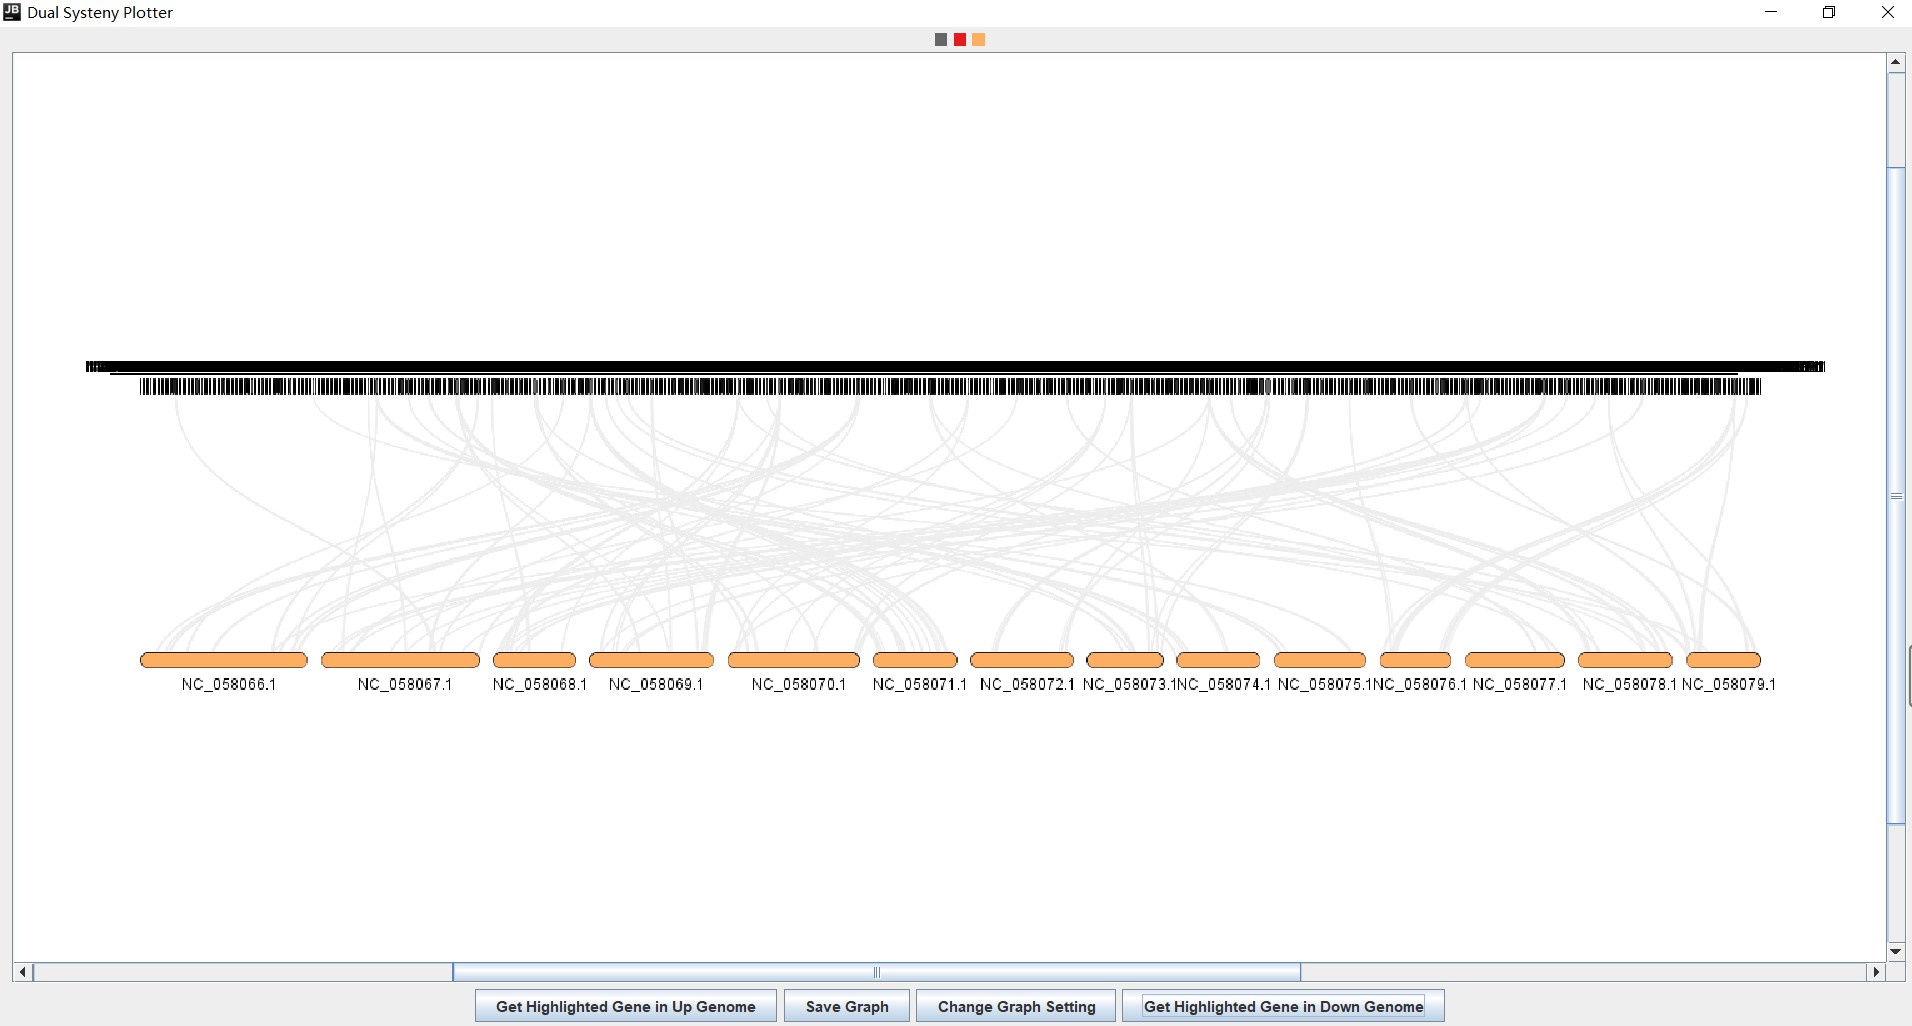 JB Dual Systeny Plotter
NC_058066.1 NC_058067.1 NC_058068.1 NC_058069.1 NC_058070.1 NC_058071.1 NC_058072.1 NC_058073.1 NC_058074.1 NC_058075.1 NC_058076.1 NC_058077.1 NC_058078.1 NC_058079.1
Get Highlighted Gene in Up Genome Save Graph Change Graph Setting Get Highlighted Gene in Down Genome